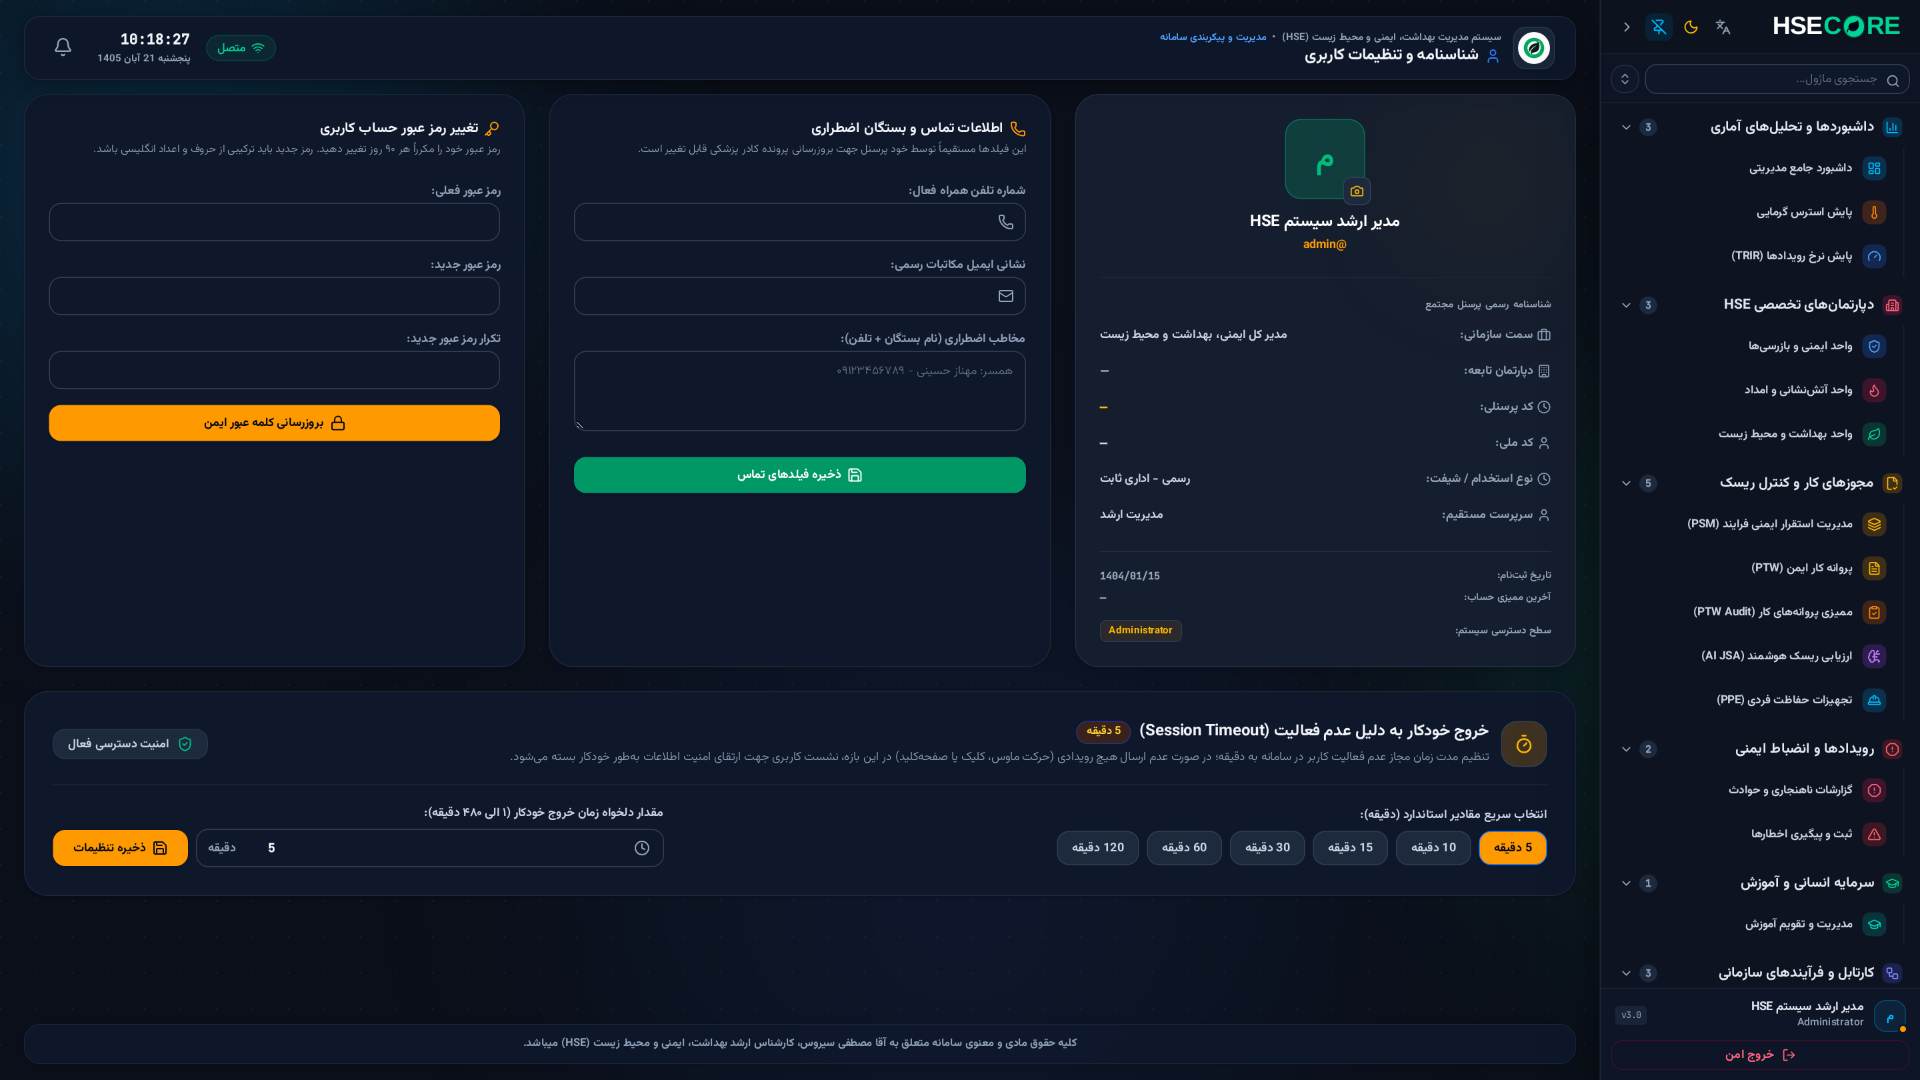 HSECORE
جستجوی ماژول...
داشبوردها و تحلیل‌های آماری
3
داشبورد جامع مدیریتی
پایش استرس گرمایی
پایش نرخ رویدادها (TRIR)
دپارتمان‌های تخصصی HSE
3
واحد ایمنی و بازرسی‌ها
واحد آتش‌نشانی و امداد
واحد بهداشت و محیط زیست
مجوزهای کار و کنترل ریسک
5
مدیریت استقرار ایمنی فرایند (PSM)
پروانه کار ایمن (PTW)
ممیزی پروانه‌های کار (PTW Audit)
ارزیابی ریسک هوشمند (AI JSA)
تجهیزات حفاظت فردی (PPE)
رویدادها و انضباط ایمنی
2
گزارشات ناهنجاری و حوادث
ثبت و پیگیری اخطارها
سرمایه انسانی و آموزش
1
مدیریت و تقویم آموزش
کارتابل و فرآیندهای سازمانی
3
م
مدیر ارشد سیستم HSE
Administrator
v3.0
خروج امن
سیستم مدیریت بهداشت، ایمنی و محیط زیست (HSE) • مدیریت و پیکربندی سامانه
شناسنامه و تنظیمات کاربری
متصل
10:18:27
پنجشنبه 21 آبان 1405
م
مدیر ارشد سیستم HSE
@admin
شناسنامه رسمی پرسنل مجتمع
سمت سازمانی: مدیر کل ایمنی، بهداشت و محیط زیست
دپارتمان تابعه: —
کد پرسنلی: —
کد ملی: —
نوع استخدام / شیفت: رسمی - اداری ثابت
سرپرست مستقیم: مدیریت ارشد
تاریخ ثبت‌نام: 1404/01/15
آخرین ممیزی حساب: —
سطح دسترسی سیستم: Administrator
اطلاعات تماس و بستگان اضطراری
این فیلدها مستقیماً توسط خود پرسنل جهت بروزرسانی پرونده کادر پزشکی قابل تغییر است.
شماره تلفن همراه فعال:
نشانی ایمیل مکاتبات رسمی:
مخاطب اضطراری (نام بستگان + تلفن):
همسر: مهناز حسینی - ۰۹۱۲۳۴۵۶۷۸۹
ذخیره فیلدهای تماس
تغییر رمز عبور حساب کاربری
رمز عبور خود را مکرراً هر ۹۰ روز تغییر دهید. رمز جدید باید ترکیبی از حروف و اعداد انگلیسی باشد.
رمز عبور فعلی:
رمز عبور جدید:
تکرار رمز عبور جدید:
بروزرسانی کلمه عبور ایمن
خروج خودکار به دلیل عدم فعالیت (Session Timeout) 5 دقیقه
تنظیم مدت زمان مجاز عدم فعالیت کاربر در سامانه به دقیقه؛ در صورت عدم ارسال هیچ رویدادی (حرکت ماوس، کلیک یا صفحه‌کلید) در این بازه، نشست کاربری جهت ارتقای امنیت اطلاعات به‌طور خودکار بسته می‌شود.
امنیت دسترسی فعال
انتخاب سریع مقادیر استاندارد (دقیقه):
5 دقیقه 10 دقیقه 15 دقیقه 30 دقیقه 60 دقیقه 120 دقیقه
مقدار دلخواه زمان خروج خودکار (۱ الی ۴۸۰ دقیقه):
5 دقیقه
ذخیره تنظیمات
کلیه حقوق مادی و معنوی سامانه متعلق به آقا مصطفی سیروس، کارشناس ارشد بهداشت، ایمنی و محیط زیست (HSE) میباشد.